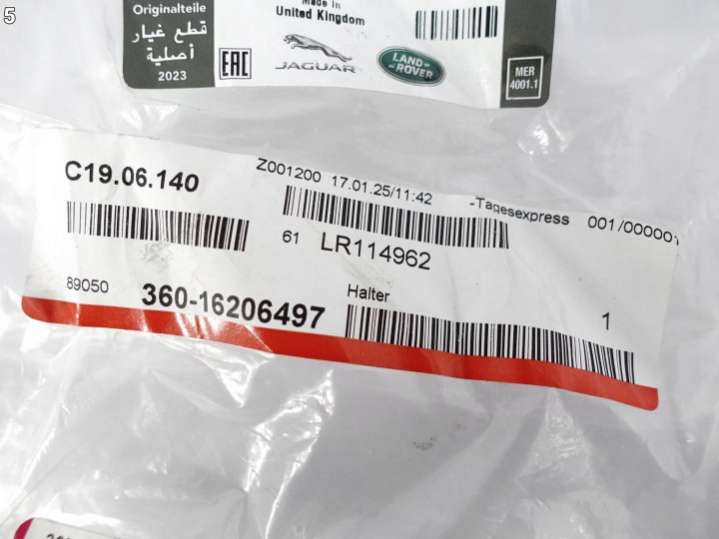 5
Originalteile
قطع غيار
أصلية
2023
EAC
Made in
United Kingdom
JAGUAR
LAND-
-ROVER
MER
4001.1
C19.06.140
Z001200 17.01.25/11:42 -Tagesexpress 001/00000
61 LR114962
89050 360-16206497
Halter 1